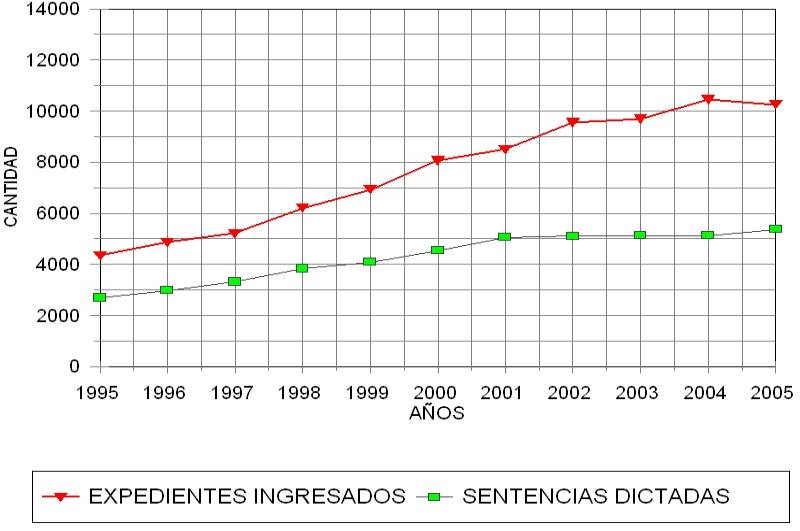 14000
12000
10000
8000
6000
4000
2000
0
CANTIDAD
1995 1996 1997 1998 1999 2000 2001 2002 2003 2004 2005
AÑOS
EXPEDIENTES INGRESADOS SENTENCIAS DICTADAS